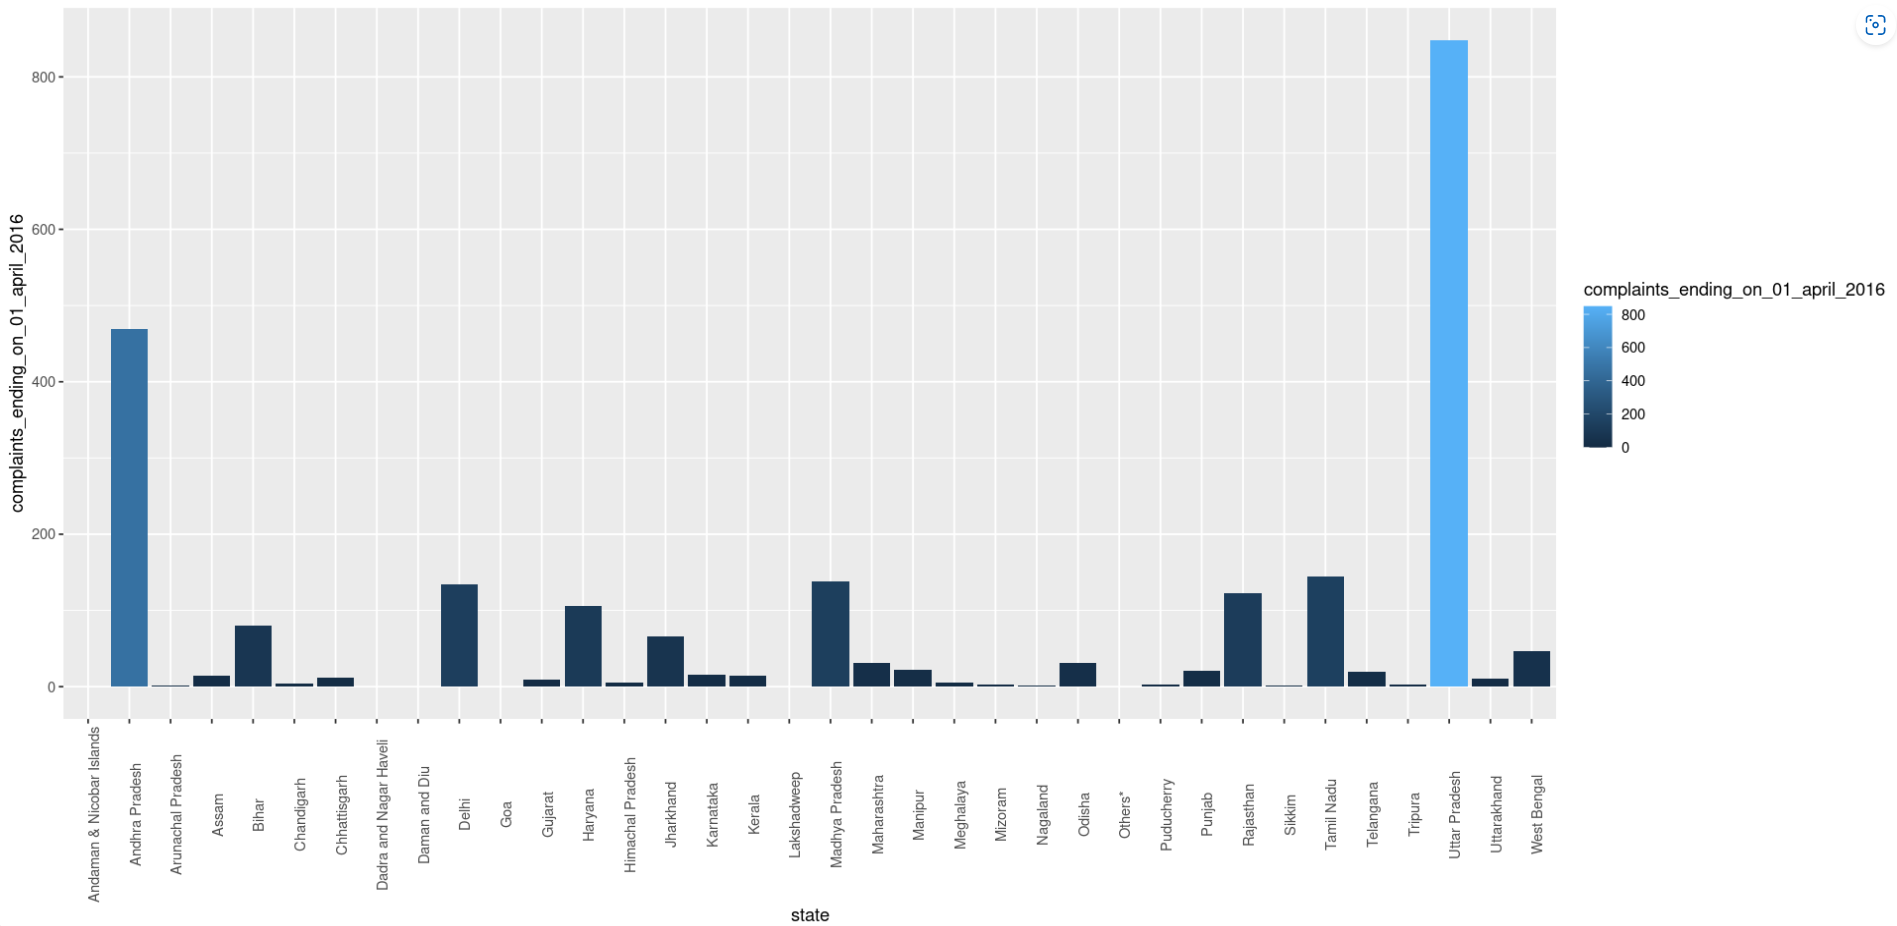 complaints_ending_on_01_april_2016
800
600
400
200
0
Andaman & Nicobar Islands
Andhra Pradesh
Arunachal Pradesh
Assam
Bihar
Chandigarh
Chhattisgarh
Dadra and Nagar Haveli
Daman and Diu
Delhi
Goa
Gujarat
Haryana
Himachal Pradesh
Jharkhand
Karnataka
Kerala
Lakshadweep
Madhya Pradesh
Maharashtra
Manipur
Meghalaya
Mizoram
Nagaland
Odisha
Others*
Puducherry
Punjab
Rajasthan
Sikkim
Tamil Nadu
Telangana
Tripura
Uttar Pradesh
Uttarakhand
West Bengal
state
complaints_ending_on_01_april_2016
800
600
400
200
0